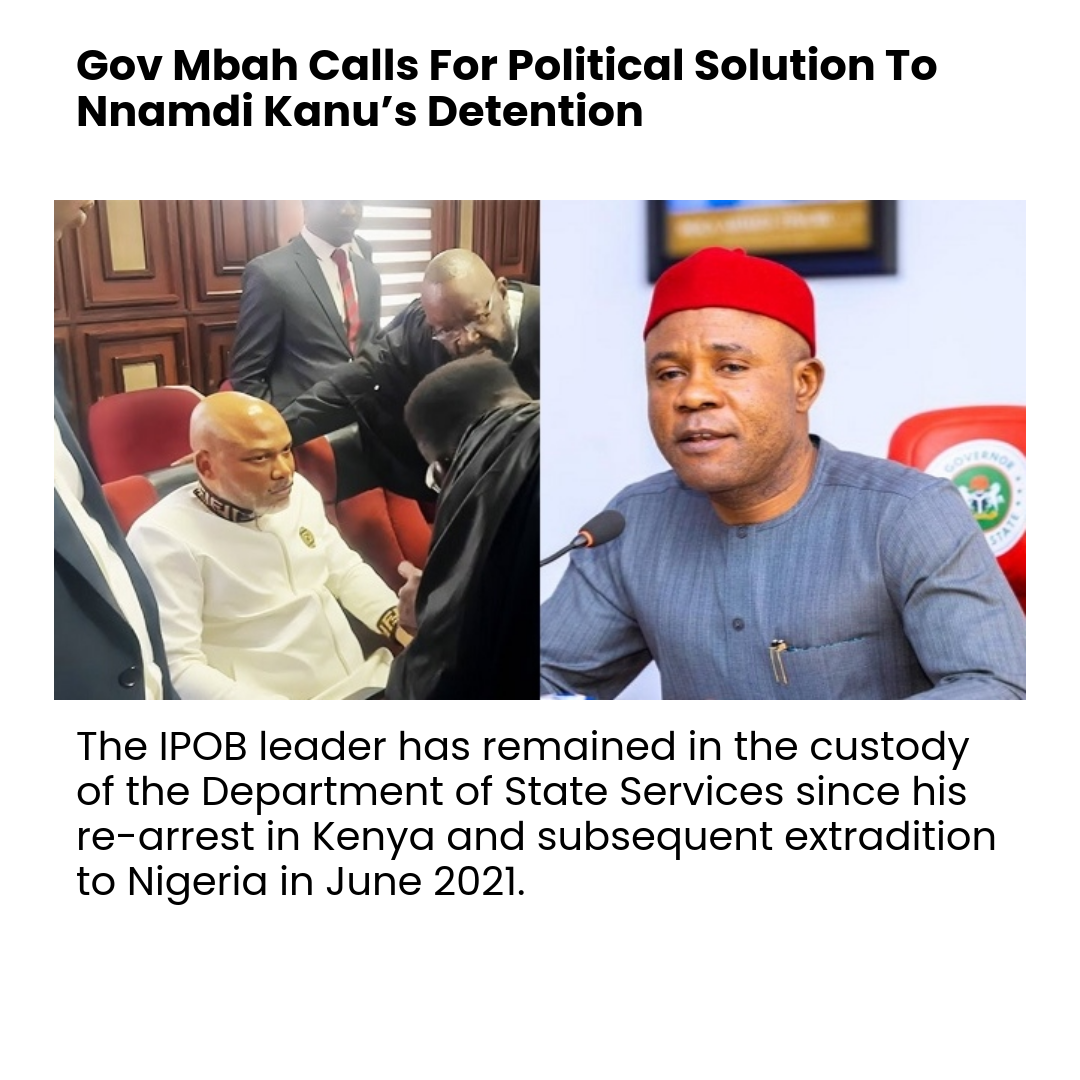 Gov Mbah Calls For Political Solution To
Nnamdi Kanu’s Detention
GOVERNOR
STATE
The IPOB leader has remained in the custody
of the Department of State Services since his
re-arrest in Kenya and subsequent extradition
to Nigeria in June 2021.